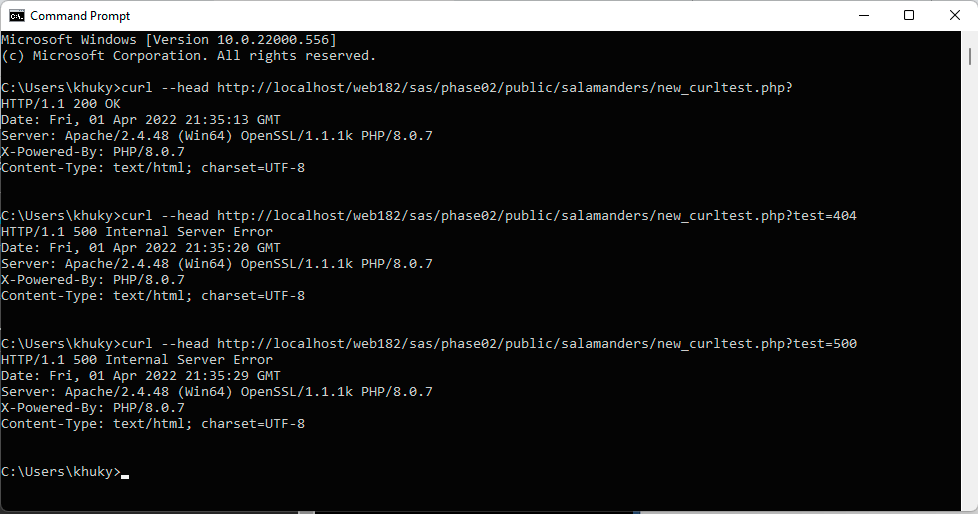 Command Prompt
Microsoft Windows [Version 10.0.22000.556]
(c) Microsoft Corporation. All rights reserved.
C:\Users\khuky>curl --head http://localhost/web182/sas/phase02/public/salamanders/new_curltest.php?
HTTP/1.1 200 OK
Date: Fri, 01 Apr 2022 21:35:13 GMT
Server: Apache/2.4.48 (Win64) OpenSSL/1.1.1k PHP/8.0.7
X-Powered-By: PHP/8.0.7
Content-Type: text/html; charset=UTF-8
C:\Users\khuky>curl --head http://localhost/web182/sas/phase02/public/salamanders/new_curltest.php?test=404
HTTP/1.1 500 Internal Server Error
Date: Fri, 01 Apr 2022 21:35:20 GMT
Server: Apache/2.4.48 (Win64) OpenSSL/1.1.1k PHP/8.0.7
X-Powered-By: PHP/8.0.7
Content-Type: text/html; charset=UTF-8
C:\Users\khuky>curl --head http://localhost/web182/sas/phase02/public/salamanders/new_curltest.php?test=500
HTTP/1.1 500 Internal Server Error
Date: Fri, 01 Apr 2022 21:35:29 GMT
Server: Apache/2.4.48 (Win64) OpenSSL/1.1.1k PHP/8.0.7
X-Powered-By: PHP/8.0.7
Content-Type: text/html; charset=UTF-8
C:\Users\khuky>